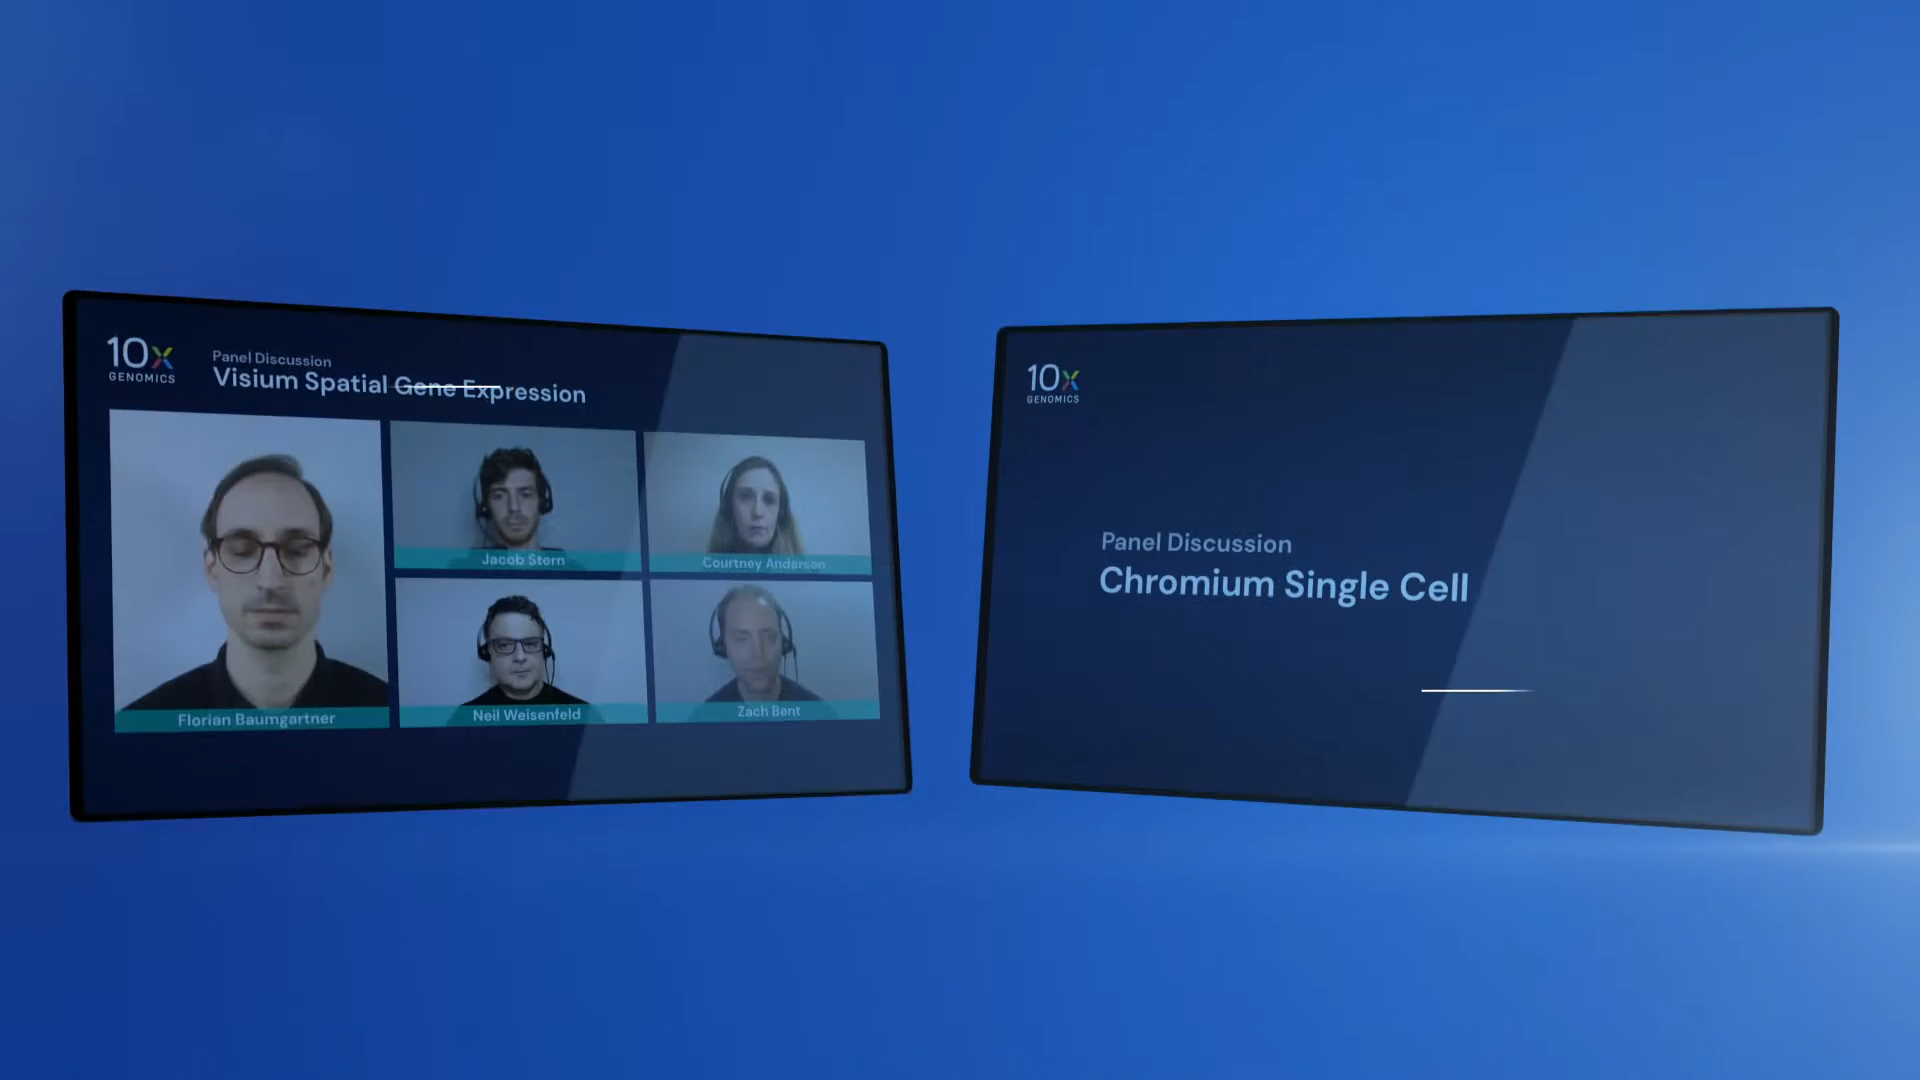 10x
GENOMICS
Panel Discussion
Visium Spatial Gene Expression
Jacob Stern
Courtney Anderson
Florian Baumgartner
Neil Weisenfeld
Zach Bent
10x
GENOMICS
Panel Discussion
Chromium Single Cell